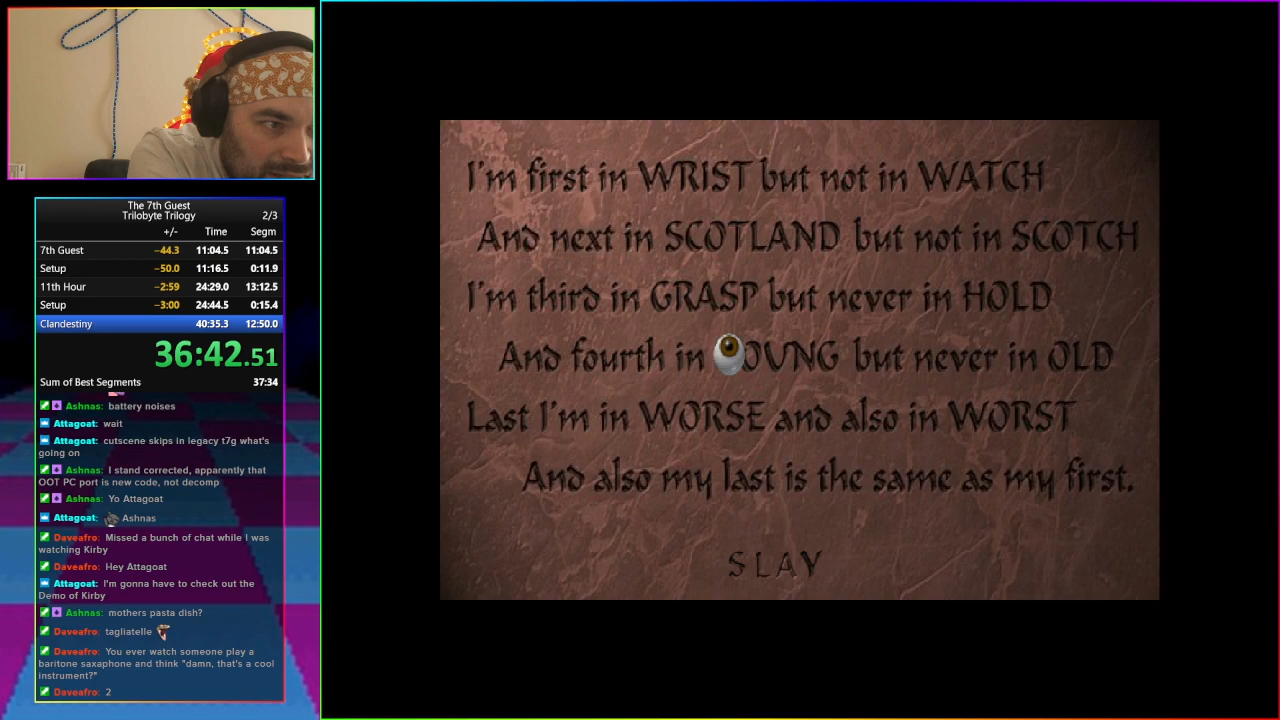 The 7th Guest
Trilobyte Trilogy 2/3
+/- Time Segm
7th Guest −44.3 11:04.5 11:04.5
Setup −50.0 11:16.5 0:11.9
11th Hour −2:59 24:29.0 13:12.5
Setup −3:00 24:44.5 0:15.4
Clandestiny 40:35.3 12:50.0
36:42.51
Sum of Best Segments 37:34
Ashnas: battery noises
Attagoat: wait
Attagoat: cutscene skips in legacy t7g what's
going on
Ashnas: I stand corrected, apparently that
OOT PC port is new code, not decomp
Ashnas: Yo Attagoat
Attagoat: Ashnas
Daveafro: Missed a bunch of chat while I was
watching Kirby
Daveafro: Hey Attagoat
Attagoat: I'm gonna have to check out the
Demo of Kirby
Ashnas: mothers pasta dish?
Daveafro: tagliatelle
Daveafro: You ever watch someone play a
baritone saxaphone and think "damn, that's a cool
instrument?"
Daveafro: 2
I'm first in WRIST but not in WATCH
And next in SCOTLAND but not in SCOTCH
I'm third in GRASP but never in HOLD
And fourth in OUNG but never in OLD
Last I'm in WORSE and also in WORST
And also my last is the same as my first.
SLAY